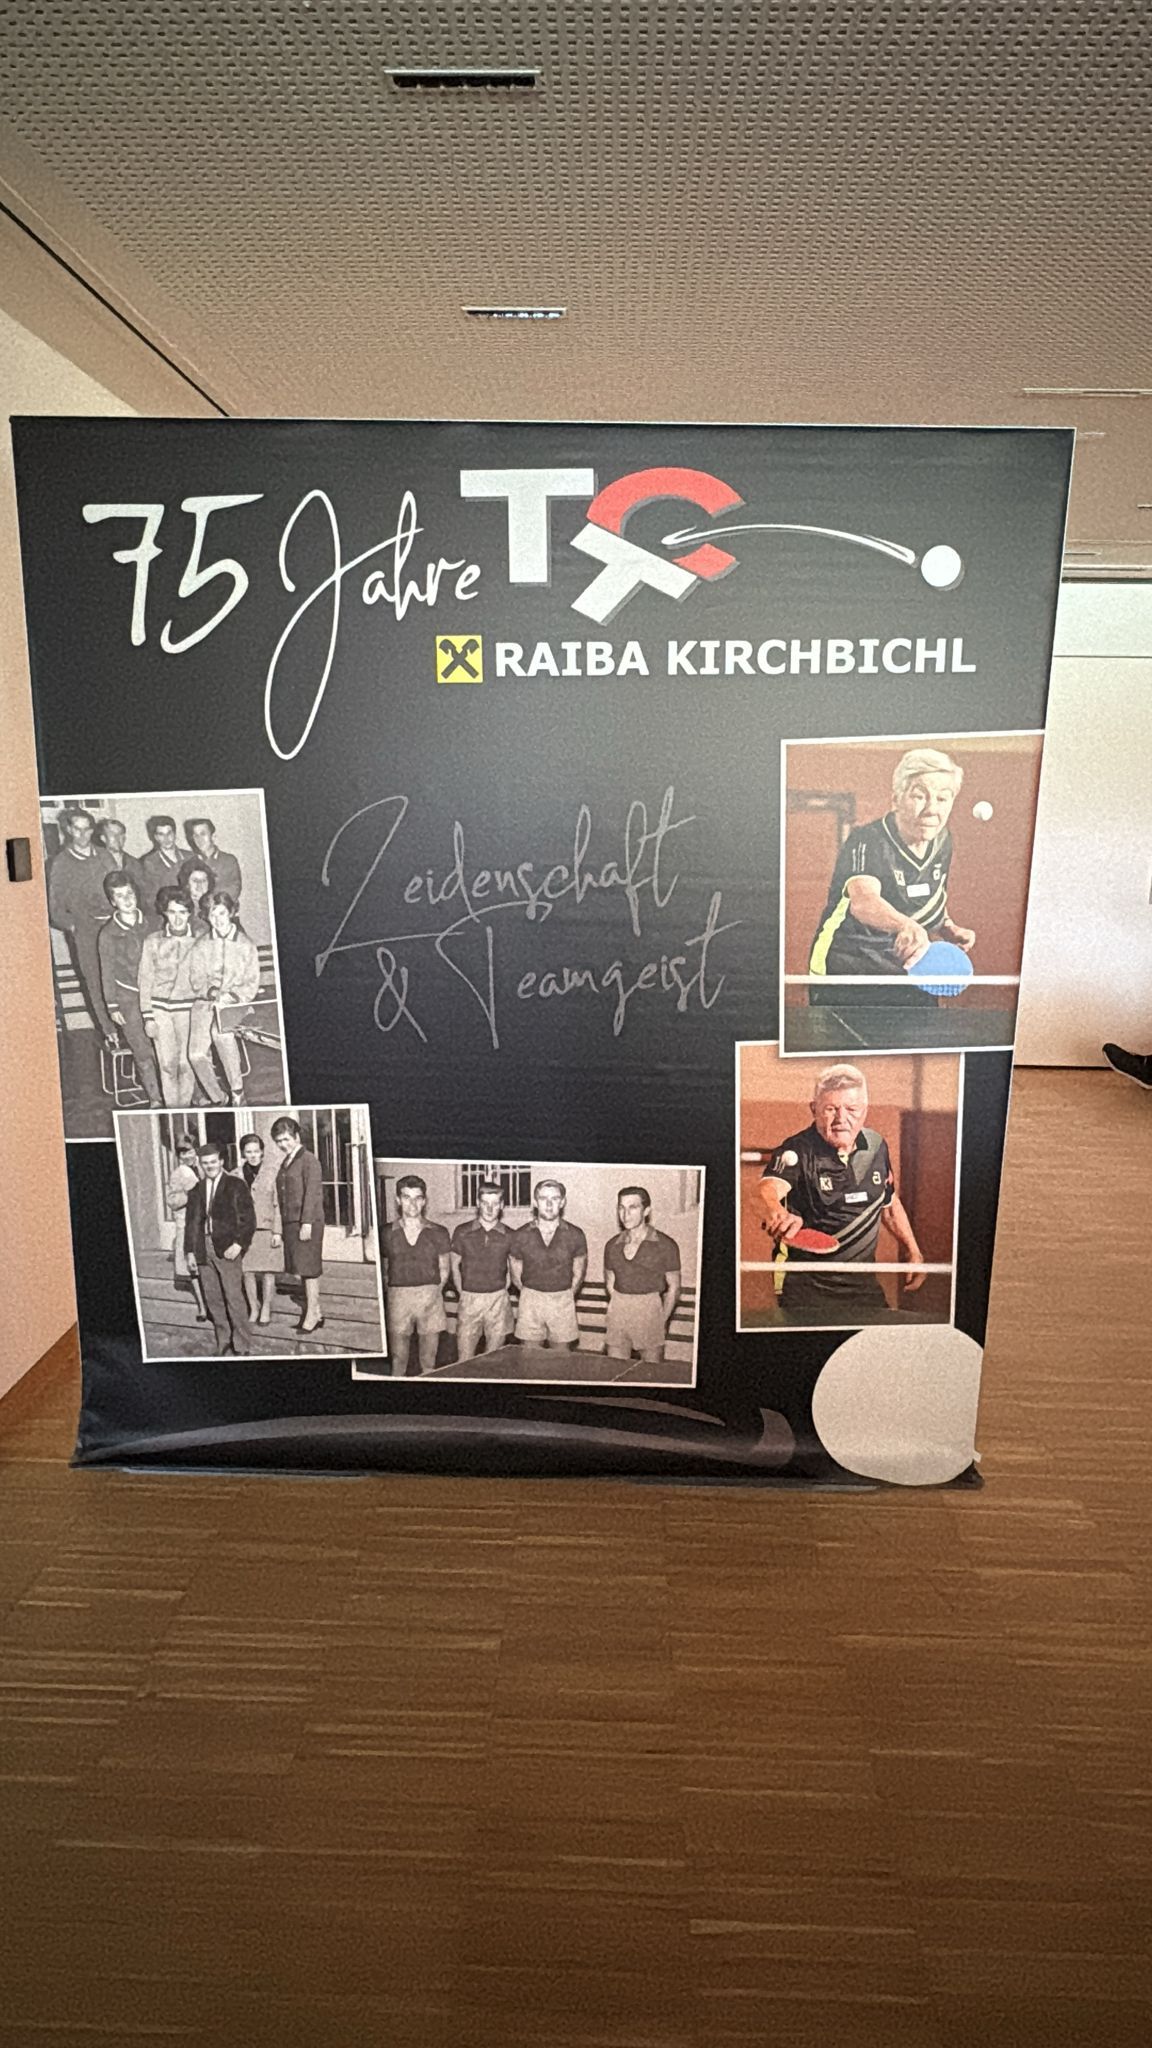 75 Jahre TTC
RAIBA KIRCHBICHL
Leidenschaft
& Teamgeist